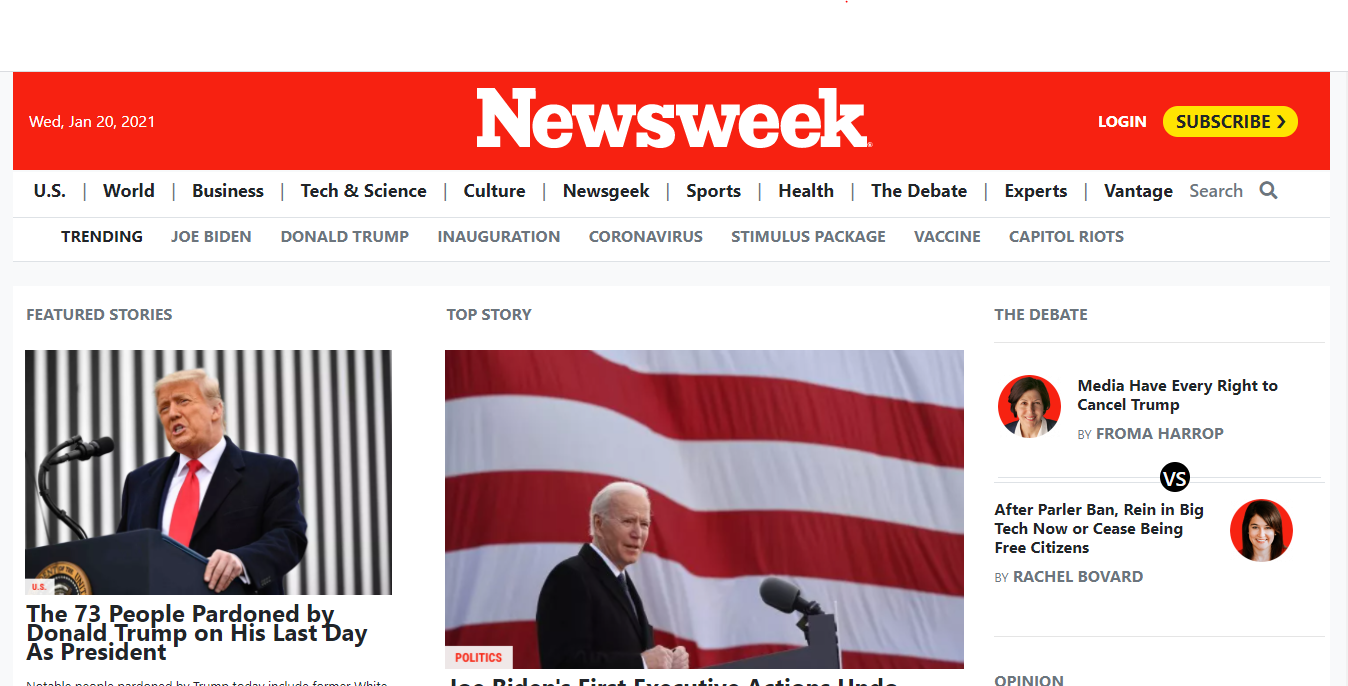 Wed, Jan 20, 2021
Newsweek
LOGIN
SUBSCRIBE ❯
U.S. | World | Business | Tech & Science | Culture | Newsgeek | Sports | Health | The Debate | Experts | Vantage Search
TRENDING JOE BIDEN DONALD TRUMP INAUGURATION CORONAVIRUS STIMULUS PACKAGE VACCINE CAPITOL RIOTS
FEATURED STORIES
U.S.
The 73 People Pardoned by
Donald Trump on His Last Day
As President
Notable people pardoned by Trump today include former White
TOP STORY
POLITICS
Joe Biden's First Executive Actions Undo
THE DEBATE
Media Have Every Right to
Cancel Trump
BY FROMA HARROP
VS
After Parler Ban, Rein in Big
Tech Now or Cease Being
Free Citizens
BY RACHEL BOVARD
OPINION